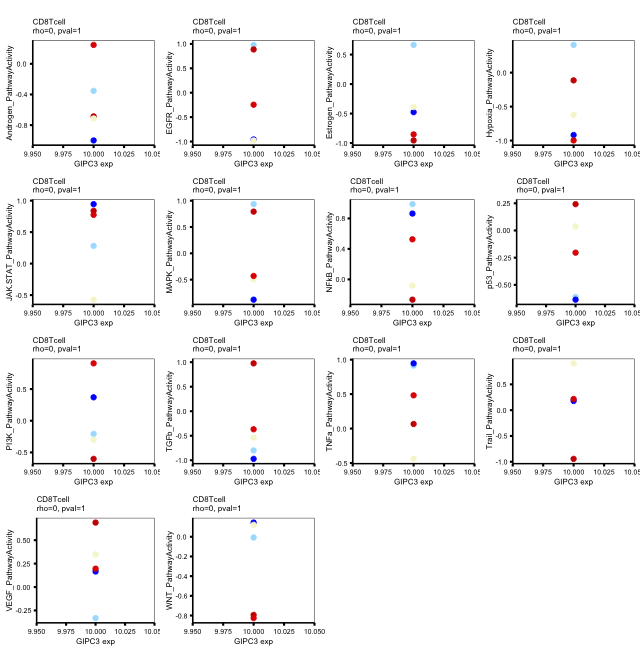 CD8Tcell
rho=0, pval=1
Androgen_PathwayActivity
0.0
-0.4
-0.8
9.950 9.975 10.000 10.025 10.05
GIPC3 exp
CD8Tcell
rho=0, pval=1
EGFR_PathwayActivity
1.0
0.5
0.0
-0.5
-1.0
9.950 9.975 10.000 10.025 10.05
GIPC3 exp
CD8Tcell
rho=0, pval=1
Estrogen_PathwayActivity
0.5
0.0
-0.5
-1.0
9.950 9.975 10.000 10.025 10.05
GIPC3 exp
CD8Tcell
rho=0, pval=1
Hypoxia_PathwayActivity
0.0
-0.5
-1.0
9.950 9.975 10.000 10.025 10.05
GIPC3 exp
CD8Tcell
rho=0, pval=1
JAK-STAT_PathwayActivity
1.0
0.5
0.0
-0.5
9.950 9.975 10.000 10.025 10.05
GIPC3 exp
CD8Tcell
rho=0, pval=1
MAPK_PathwayActivity
1.0
0.5
0.0
-0.5
9.950 9.975 10.000 10.025 10.05
GIPC3 exp
CD8Tcell
rho=0, pval=1
NFkB_PathwayActivity
0.8
0.4
0.0
9.950 9.975 10.000 10.025 10.05
GIPC3 exp
CD8Tcell
rho=0, pval=1
p53_PathwayActivity
0.25
0.00
-0.25
-0.50
9.950 9.975 10.000 10.025 10.05
GIPC3 exp
CD8Tcell
rho=0, pval=1
PI3K_PathwayActivity
0.5
0.0
-0.5
9.950 9.975 10.000 10.025 10.05
GIPC3 exp
CD8Tcell
rho=0, pval=1
TGFb_PathwayActivity
1.0
0.5
0.0
-0.5
-1.0
9.950 9.975 10.000 10.025 10.05
GIPC3 exp
CD8Tcell
rho=0, pval=1
TNFa_PathwayActivity
1.0
0.5
0.0
-0.5
9.950 9.975 10.000 10.025 10.05
GIPC3 exp
CD8Tcell
rho=0, pval=1
Trail_PathwayActivity
0.5
0.0
-0.5
-1.0
9.950 9.975 10.000 10.025 10.05
GIPC3 exp
CD8Tcell
rho=0, pval=1
VEGF_PathwayActivity
0.50
0.25
0.00
-0.25
9.950 9.975 10.000 10.025 10.05
GIPC3 exp
CD8Tcell
rho=0, pval=1
WNT_PathwayActivity
0.0
-0.2
-0.4
-0.6
-0.8
9.950 9.975 10.000 10.025 10.050
GIPC3 exp